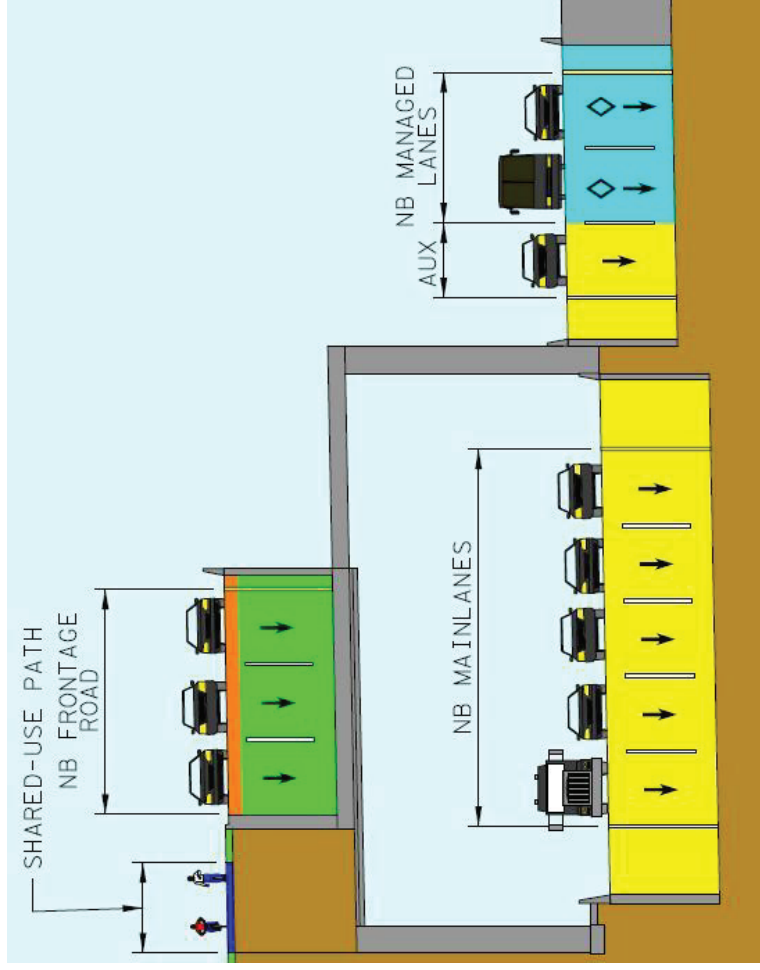 SHARED-USE PATH
NB FRONTAGE
ROAD
NB MAINLANES
AUX
NB MANAGED
LANES